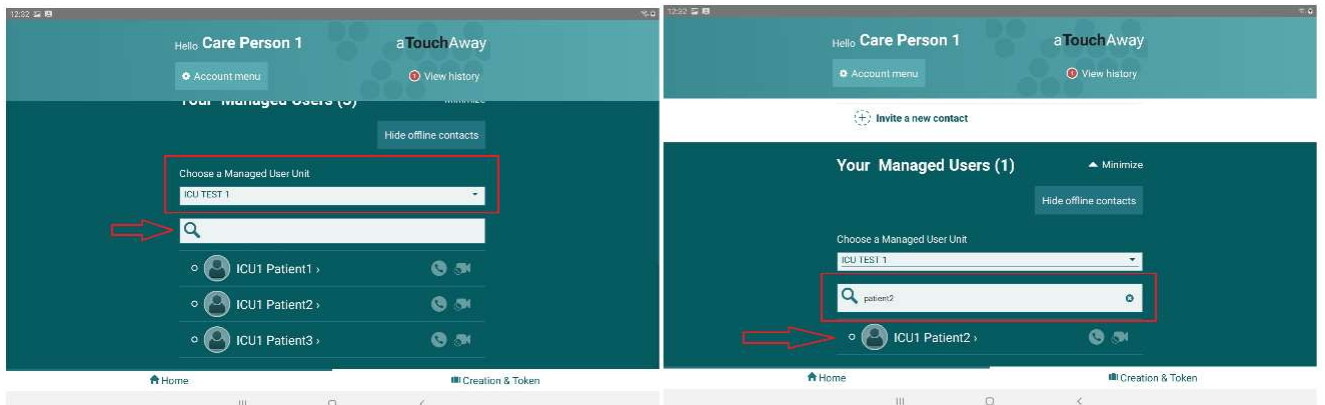 12:32
Hello Care Person 1
aTouchAway
Account menu
1 View history
Your Managed Users (3)
Minimize
Hide offline contacts
Choose a Managed User Unit
ICU TEST 1
ICU1 Patient1 ›
ICU1 Patient2 ›
ICU1 Patient3 ›
Home
Creation & Token
12:32
Hello Care Person 1
aTouchAway
Account menu
1 View history
Invite a new contact
Your Managed Users (1)
Minimize
Hide offline contacts
Choose a Managed User Unit
ICU TEST 1
patient2
ICU1 Patient2 ›
Home
Creation & Token